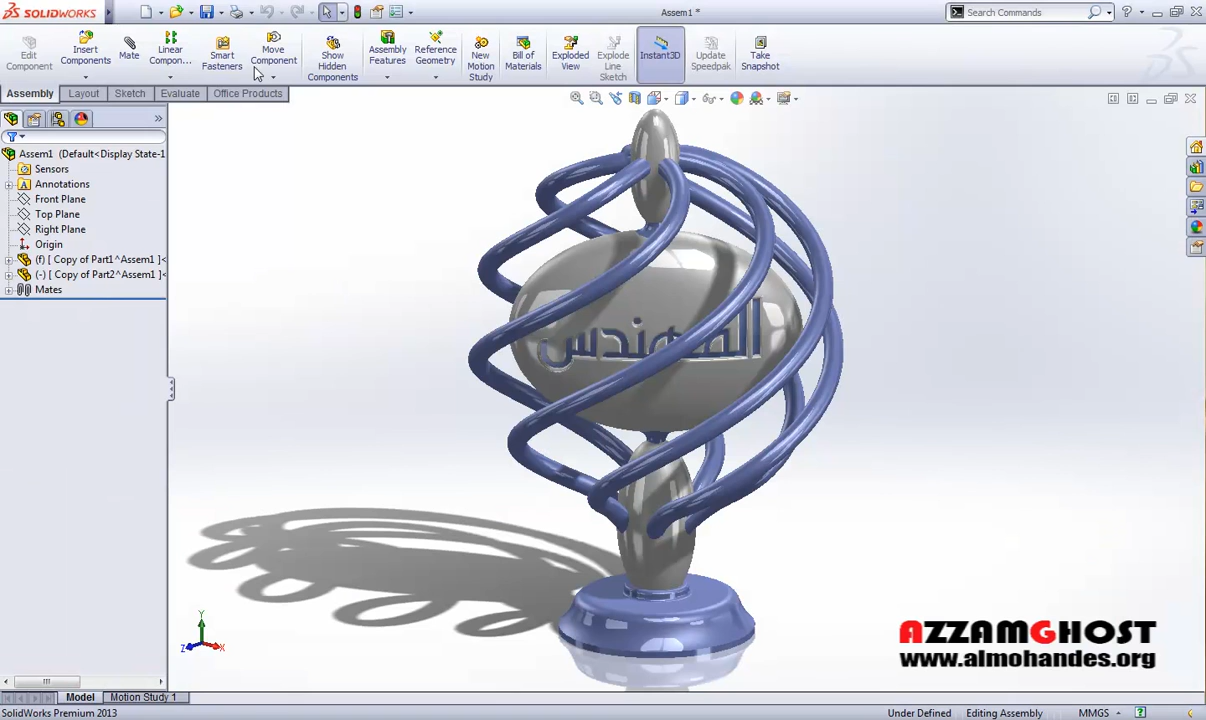 SOLIDWORKS
Assem1 *
Search Commands
Edit Component
Insert Components
Mate
Linear Compon...
Smart Fasteners
Move Component
Show Hidden Components
Assembly Features
Reference Geometry
New Motion Study
Bill of Materials
Exploded View
Explode Line Sketch
Instant3D
Update Speedpak
Take Snapshot
Assembly
Layout
Sketch
Evaluate
Office Products
Assem1 (Default<Display State-1
Sensors
Annotations
Front Plane
Top Plane
Right Plane
Origin
(f) [ Copy of Part1^Assem1 ]<
(-) [ Copy of Part2^Assem1 ]<
Mates
المهندس
Y
Z
X
AZZAMGHOST
www.almohandes.org
Model
Motion Study 1
SolidWorks Premium 2013
Under Defined
Editing Assembly
MMGS